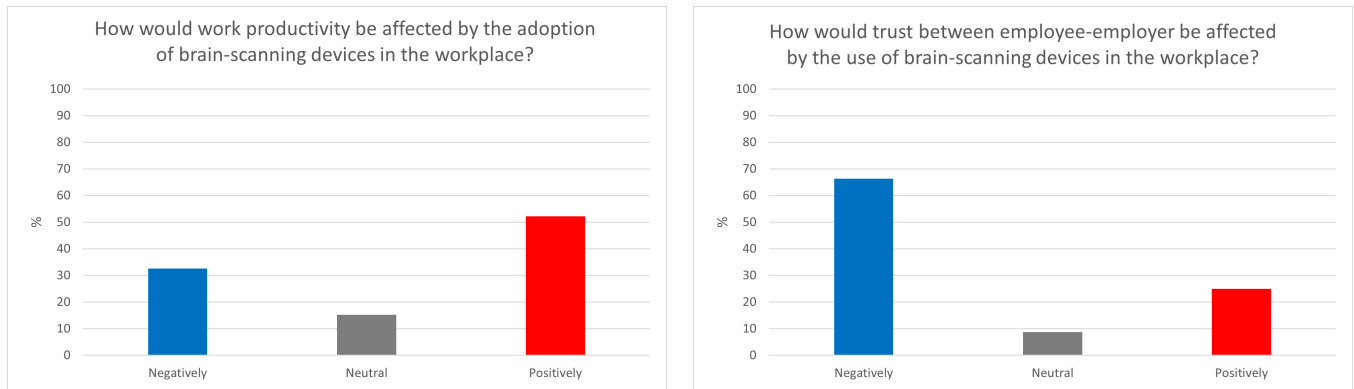 How would work productivity be affected by the adoption
of brain-scanning devices in the workplace?
100
90
80
70
60
50
40
30
20
10
0
%
Negatively
Neutral
Positively
How would trust between employee-employer be affected
by the use of brain-scanning devices in the workplace?
100
90
80
70
60
50
40
30
20
10
0
%
Negatively
Neutral
Positively